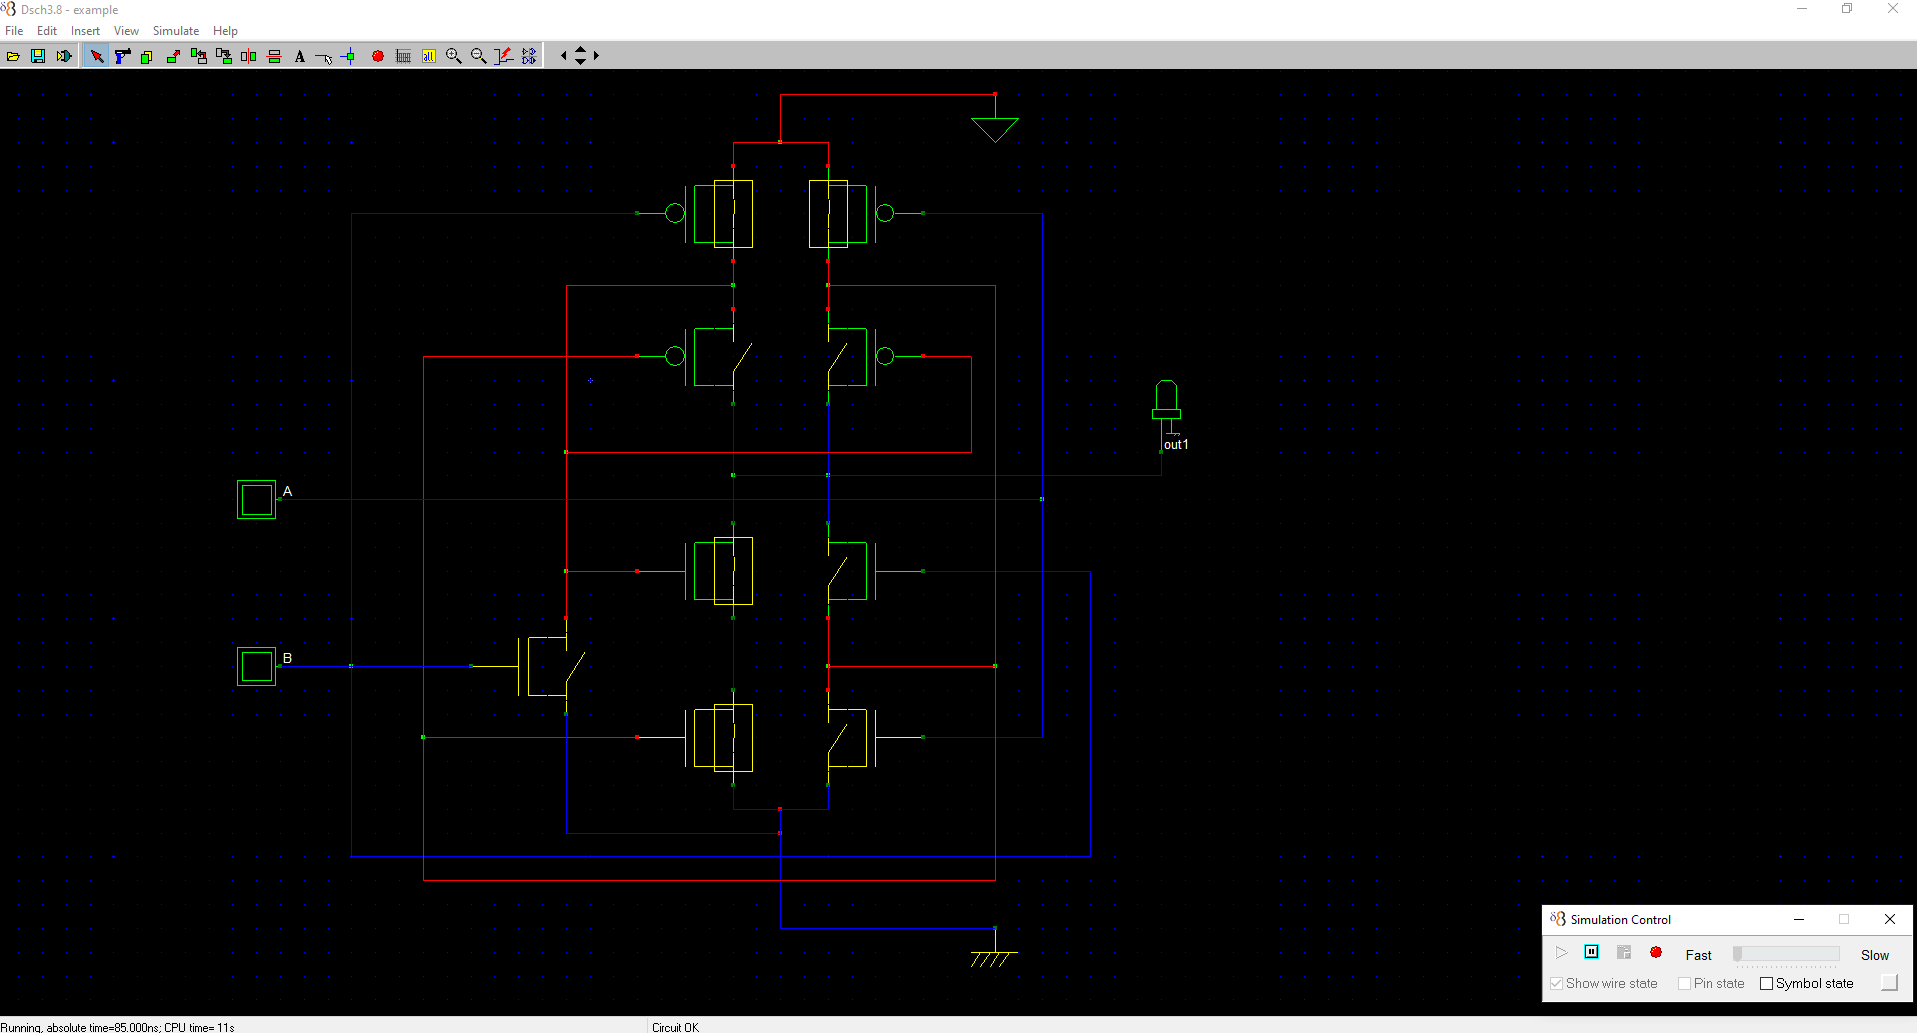 Dsch3.8 - example
File Edit Insert View Simulate Help
A
all
out1
A
B
Simulation Control
Fast Slow
Show wire state Pin state Symbol state
Running, absolute time=85.000ns; CPU time= 11s Circuit OK